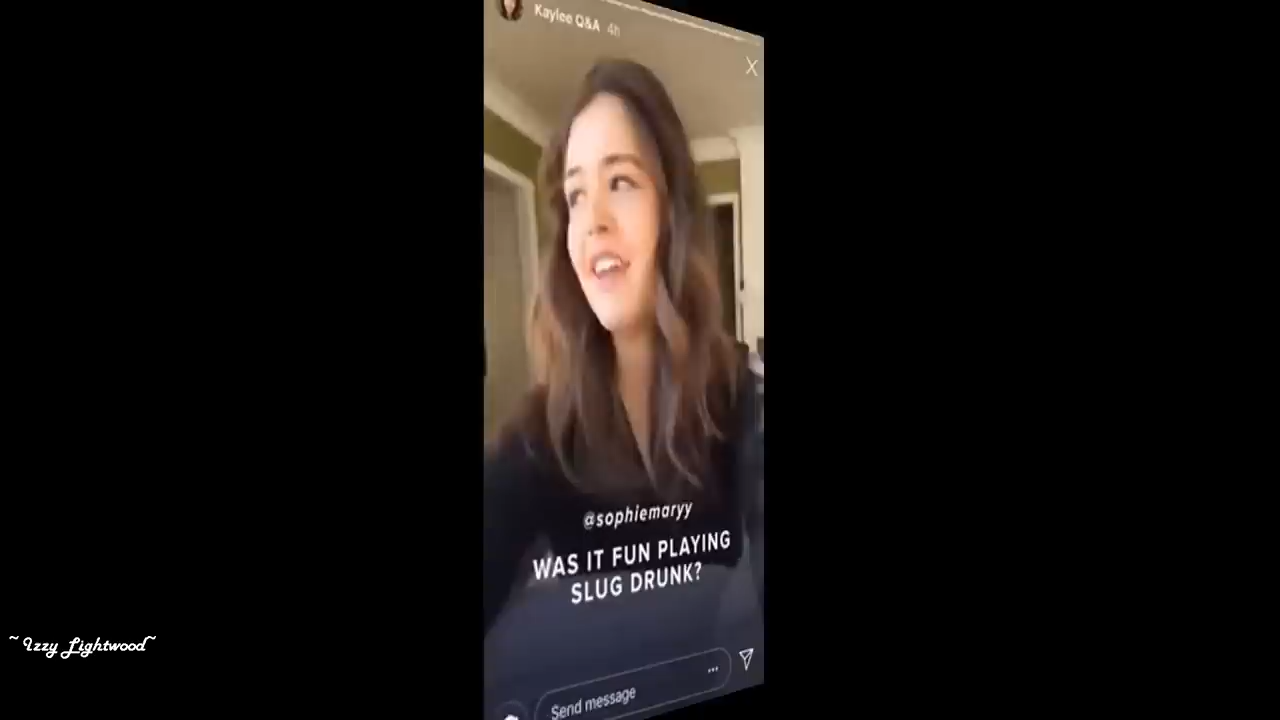 Kaylee Q&A 4h
X
@sophiemaryy
WAS IT FUN PLAYING
SLUG DRUNK?
Send message
~Izzy Lightwood~